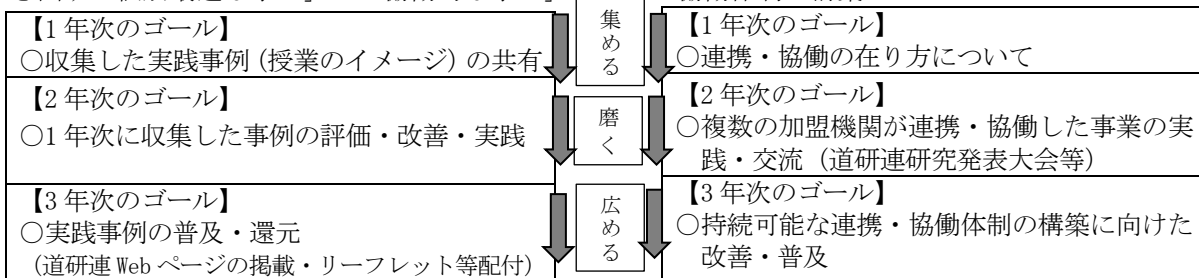 【1 年次のゴール】
○収集した実践事例（授業のイメージ）の共有
【2 年次のゴール】
○1 年次に収集した事例の評価・改善・実践
【3 年次のゴール】
○実践事例の普及・還元
（道研連 Web ページの掲載・リーフレット等配付）
集める
磨く
広める
【1 年次のゴール】
○連携・協働の在り方について
【2 年次のゴール】
○複数の加盟機関が連携・協働した事業の実
践・交流（道研連研究発表大会等）
【3 年次のゴール】
○持続可能な連携・協働体制の構築に向けた
改善・普及